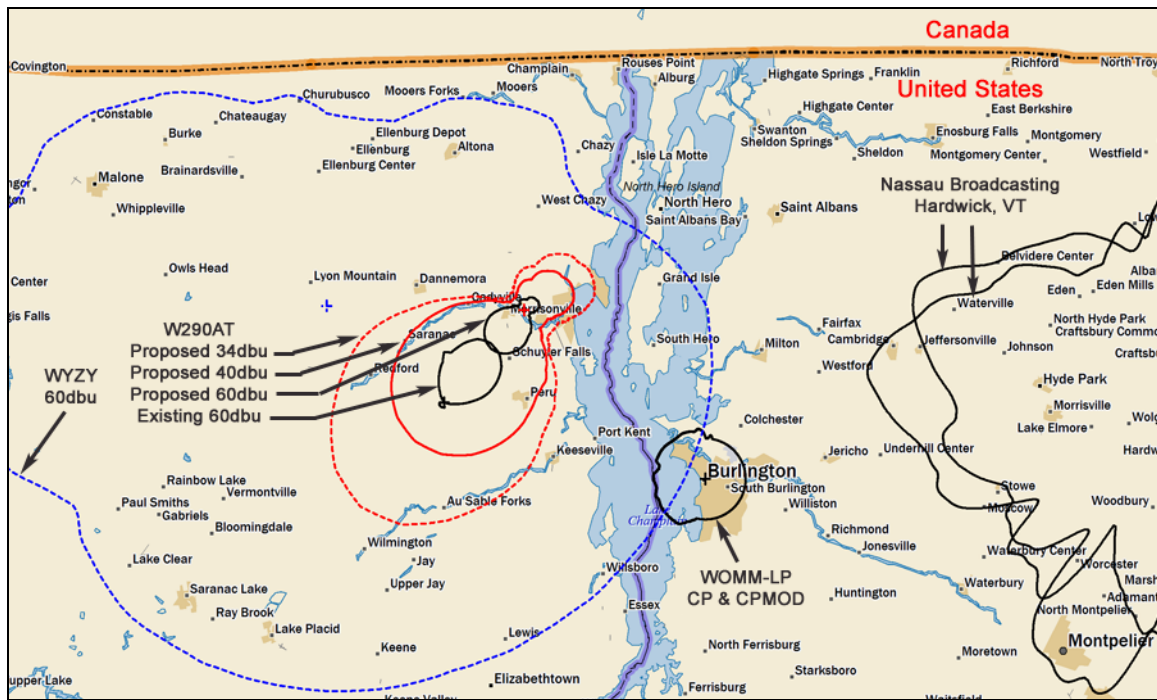 Canada
Covington
Rouses Point
Richford
North Troy
Champlain
Alburg
Highgate Springs
Franklin
United States
Churubusco
Mooers Forks
Mooers
Constable
Chateaugay
Highgate Center
East Berkshire
Burke
Ellenburg Depot
Swanton
Enosburg Falls
Montgomery
Ellenburg
Altona
Chazy
Isle La Motte
Sheldon Springs
Sheldon
Montgomery Center
Westfield
Brainardsville
Ellenburg Center
Malone
North Hero Island
Nassau Broadcasting
Hardwick, VT
Whippleville
West Chazy
North Hero
Saint Albans Bay
Saint Albans
Belvidere Center
Center
Owls Head
Lyon Mountain
Dannemora
Grand Isle
Eden
Eden Mills
Waterville
Morrisonville
North Hyde Park
W290AT
Saranac
Fairfax
Cambridge
Jeffersonville
Johnson
Proposed 34dbu
Schuyler Falls
South Hero
Milton
WYZY
60dbu
Proposed 40dbu
Redford
Westford
Proposed 60dbu
Existing 60dbu
Peru
Hyde Park
Morrisville
Colchester
Lake Elmore
Port Kent
Keeseville
Jericho
Underhill Center
Burlington
Rainbow Lake
Vermontville
South Burlington
Stowe
Moscow
Woodbury
Paul Smiths
Gabriels
Au Sable Forks
Williston
Lake
Champlain
Bloomingdale
Richmond
Jonesville
Wilmington
Jay
Waterbury Center
Worcester
Lake Clear
Willsboro
WOMM-LP
CP & CPMOD
Upper Jay
Waterbury
Saranac Lake
Huntington
North Montpelier
Ray Brook
Essex
Lake Placid
Lewis
Keene
North Ferrisburg
Moretown
Montpelier
Starksboro
Elizabethtown
Ferrisburg